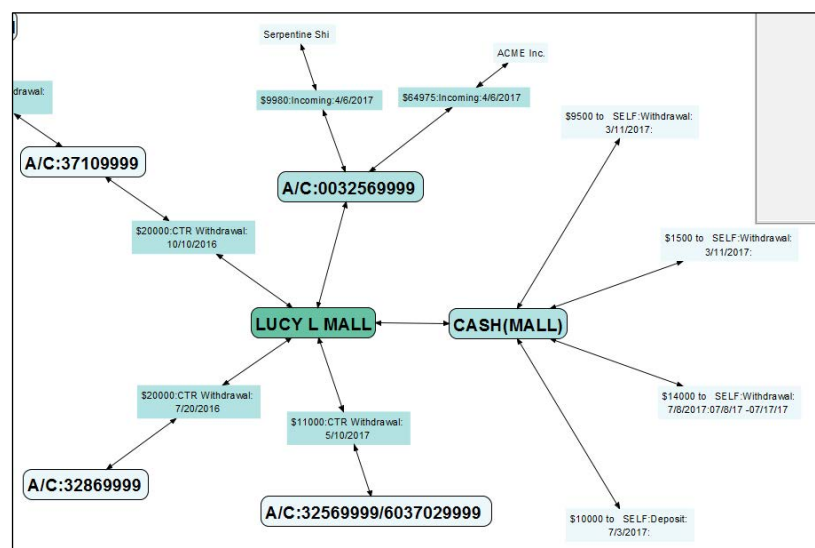 Serpentine Shi
ACME Inc.
$9980:Incoming:4/6/2017
$64975:Incoming:4/6/2017
$9500 to SELF:Withdrawal:
3/11/2017:
A/C:37109999
A/C:0032569999
$20000:CTR Withdrawal:
10/10/2016
$1500 to SELF:Withdrawal:
3/11/2017:
LUCY L MALL
CASH(MALL)
$20000:CTR Withdrawal:
7/20/2016
$11000:CTR Withdrawal:
5/10/2017
$14000 to SELF:Withdrawal:
7/8/2017:07/8/17 -07/17/17
A/C:32869999
A/C:32569999/6037029999
$10000 to SELF:Deposit:
7/3/2017: